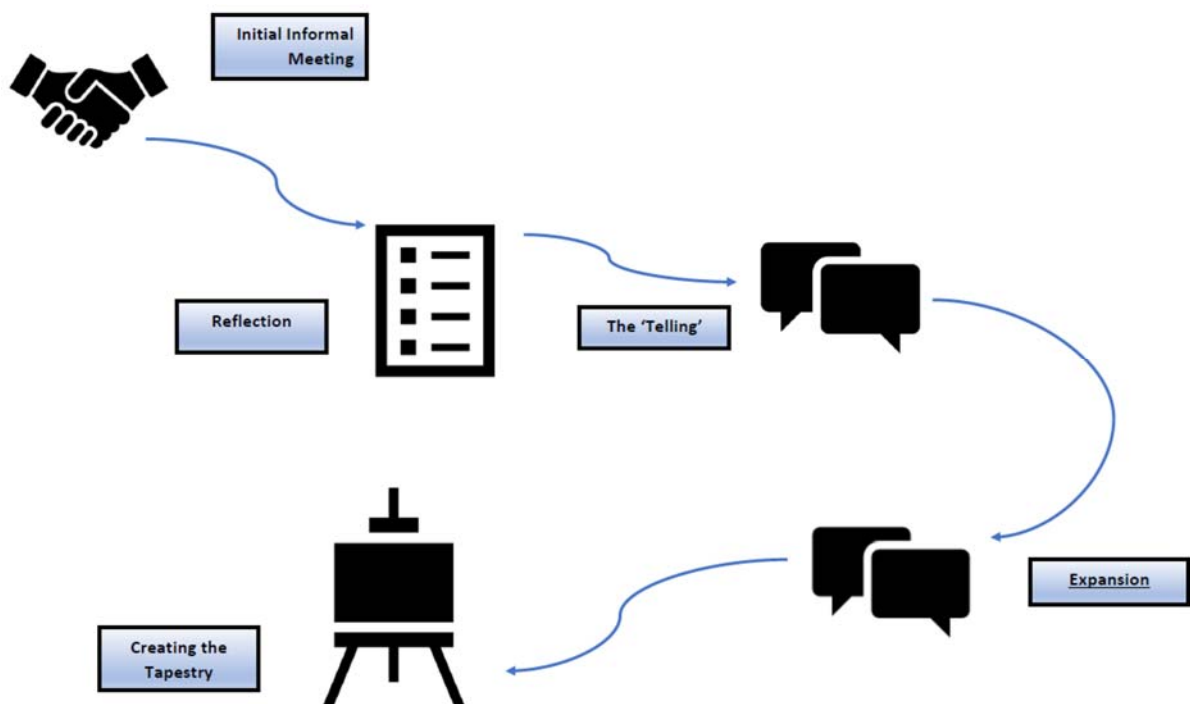 Initial Informal
Meeting
Reflection
The ‘Telling’
Expansion
Creating the
Tapestry